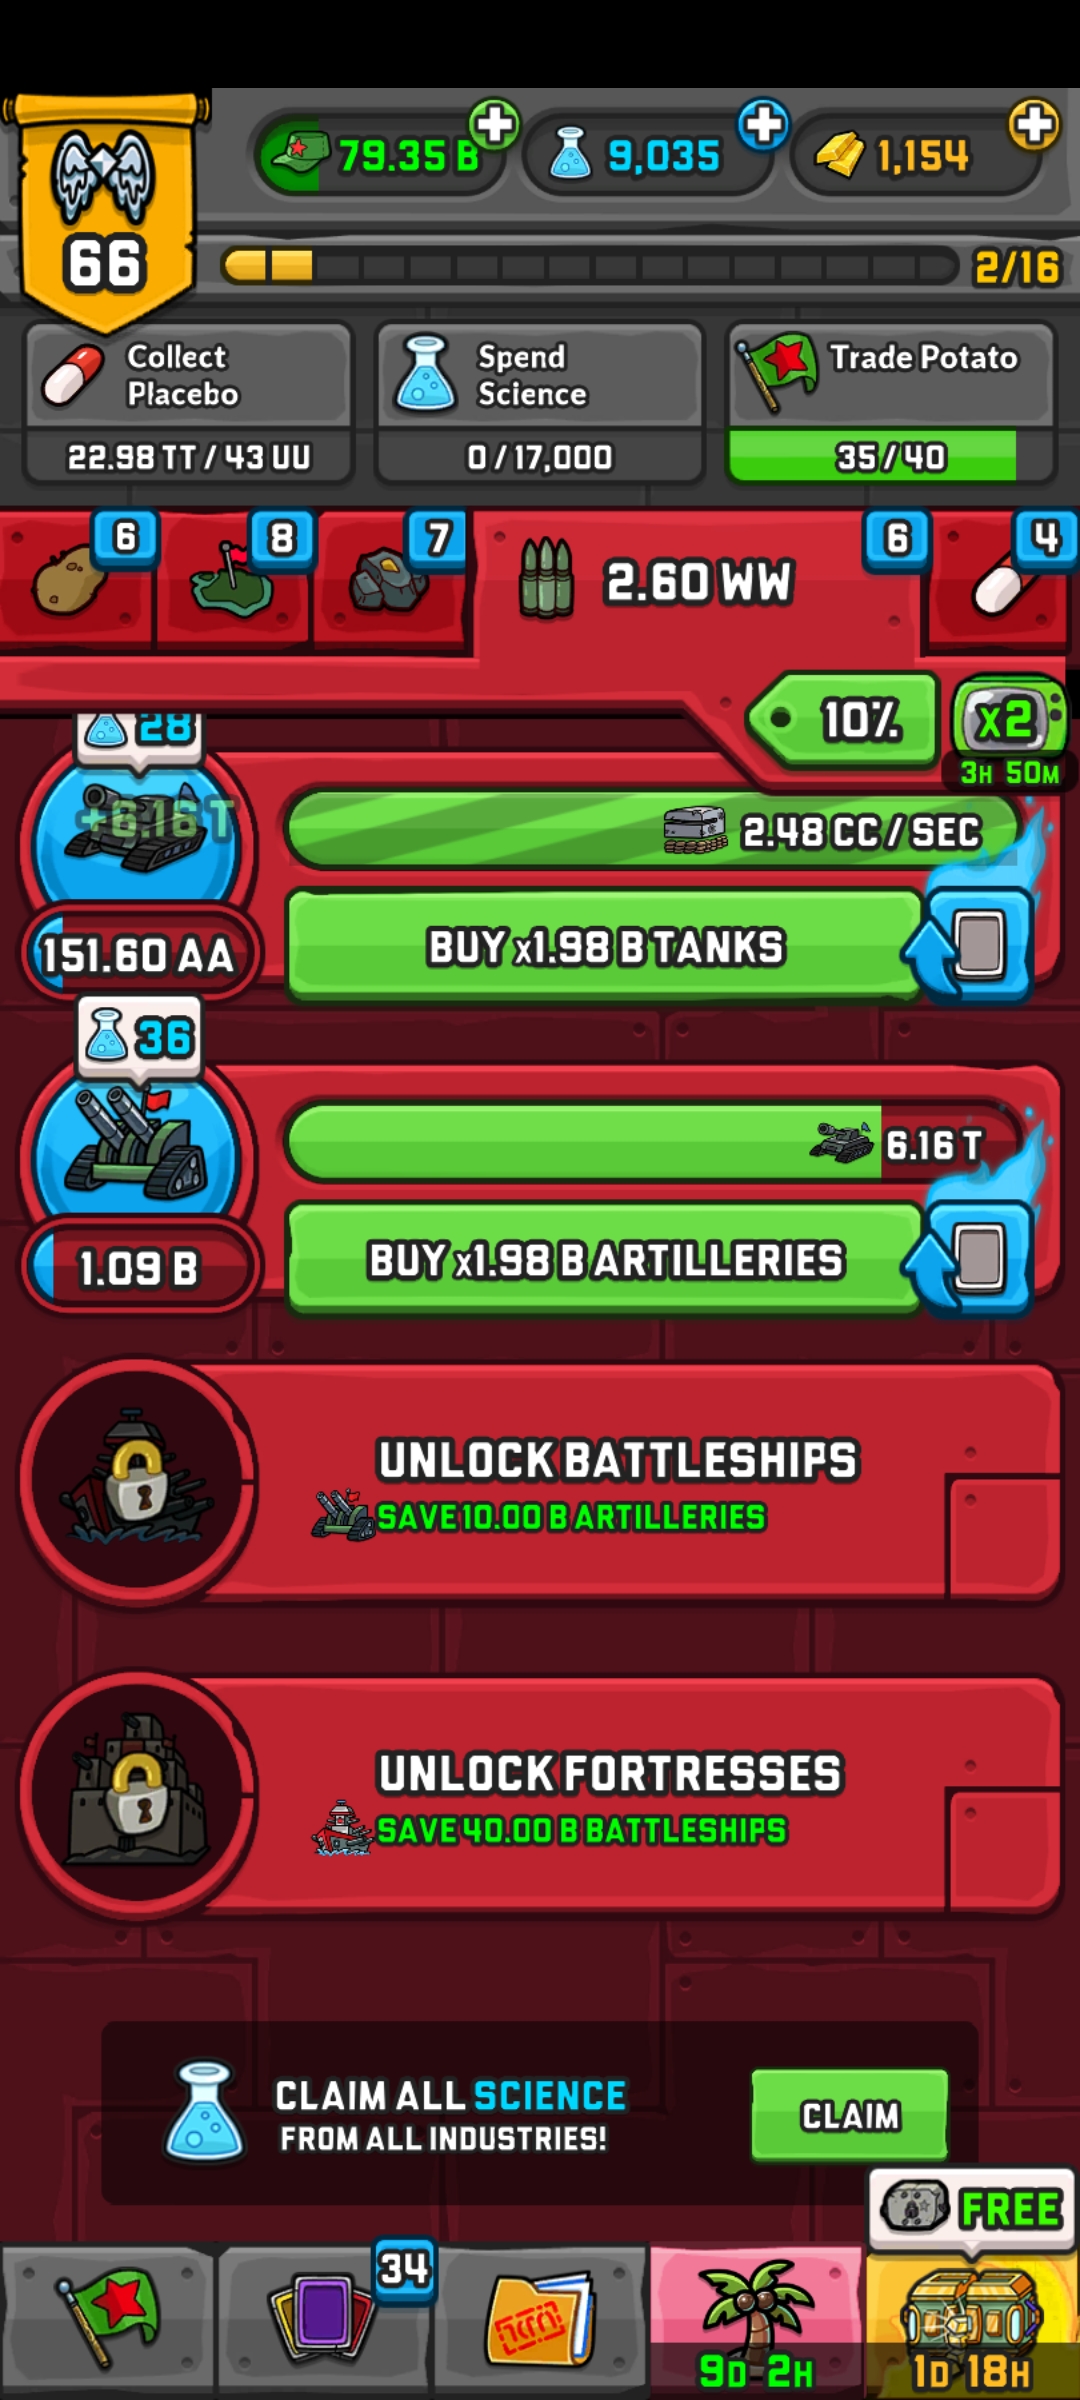 66
79.35 B
9,035
1,154
2/16
Collect
Placebo
22.98 TT / 43 UU
Spend
Science
0 / 17,000
Trade Potato
35 / 40
6
8
7
2.60 WW
6
4
10%
x2
3H 50M
28
+6.16 T
2.48 CC / SEC
151.60 AA
BUY x1.98 B TANKS
36
6.16 T
1.09 B
BUY x1.98 B ARTILLERIES
UNLOCK BATTLESHIPS
SAVE 10.00 B ARTILLERIES
UNLOCK FORTRESSES
SAVE 40.00 B BATTLESHIPS
CLAIM ALL SCIENCE
FROM ALL INDUSTRIES!
CLAIM
FREE
34
9D 2H
1D 18H